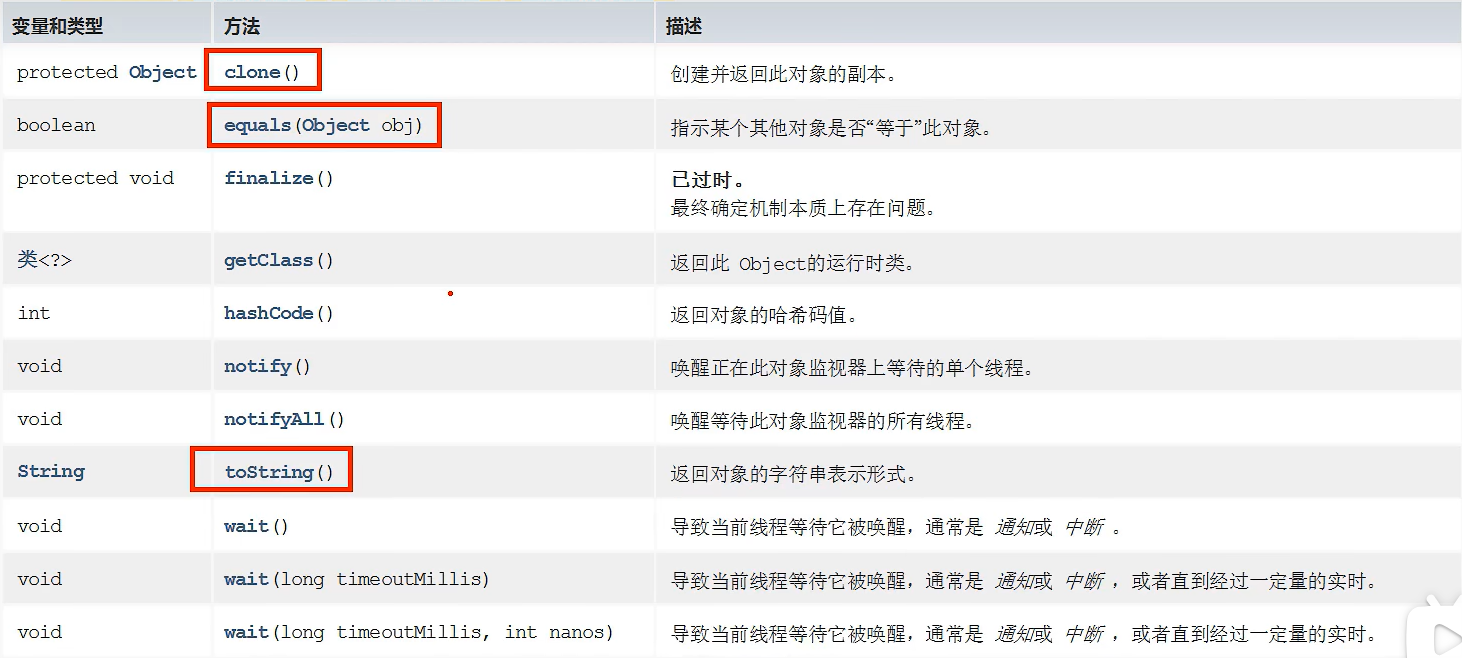 变量和类型 方法 描述
protected Object clone() 创建并返回此对象的副本。
boolean equals(Object obj) 指示某个其他对象是否“等于”此对象。
protected void finalize() 已过时。
最终确定机制本质上存在问题。
类<?> getClass() 返回此 Object的运行时类。
int hashCode() 返回对象的哈希码值。
void notify() 唤醒正在此对象监视器上等待的单个线程。
void notifyAll() 唤醒等待此对象监视器的所有线程。
String toString() 返回对象的字符串表示形式。
void wait() 导致当前线程等待它被唤醒，通常是 通知或 中断 。
void wait(long timeoutMillis) 导致当前线程等待它被唤醒，通常是 通知或 中断 ，或者直到经过一定量的实时。
void wait(long timeoutMillis, int nanos) 导致当前线程等待它被唤醒，通常是 通知或 中断 ，或者直到经过一定量的实时。